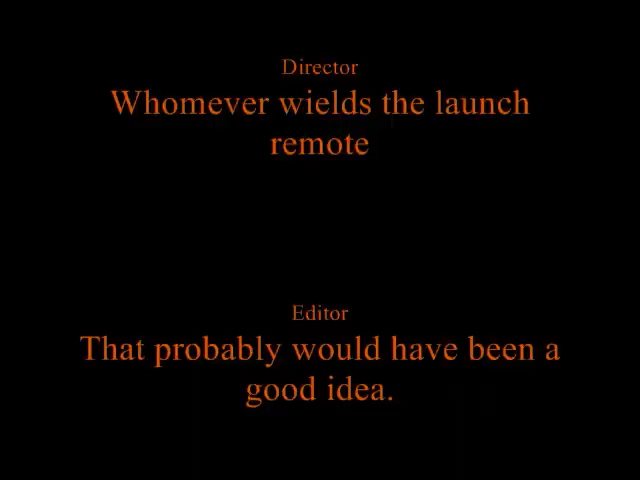 Director
Whomever wields the launch
remote
Editor
That probably would have been a
good idea.